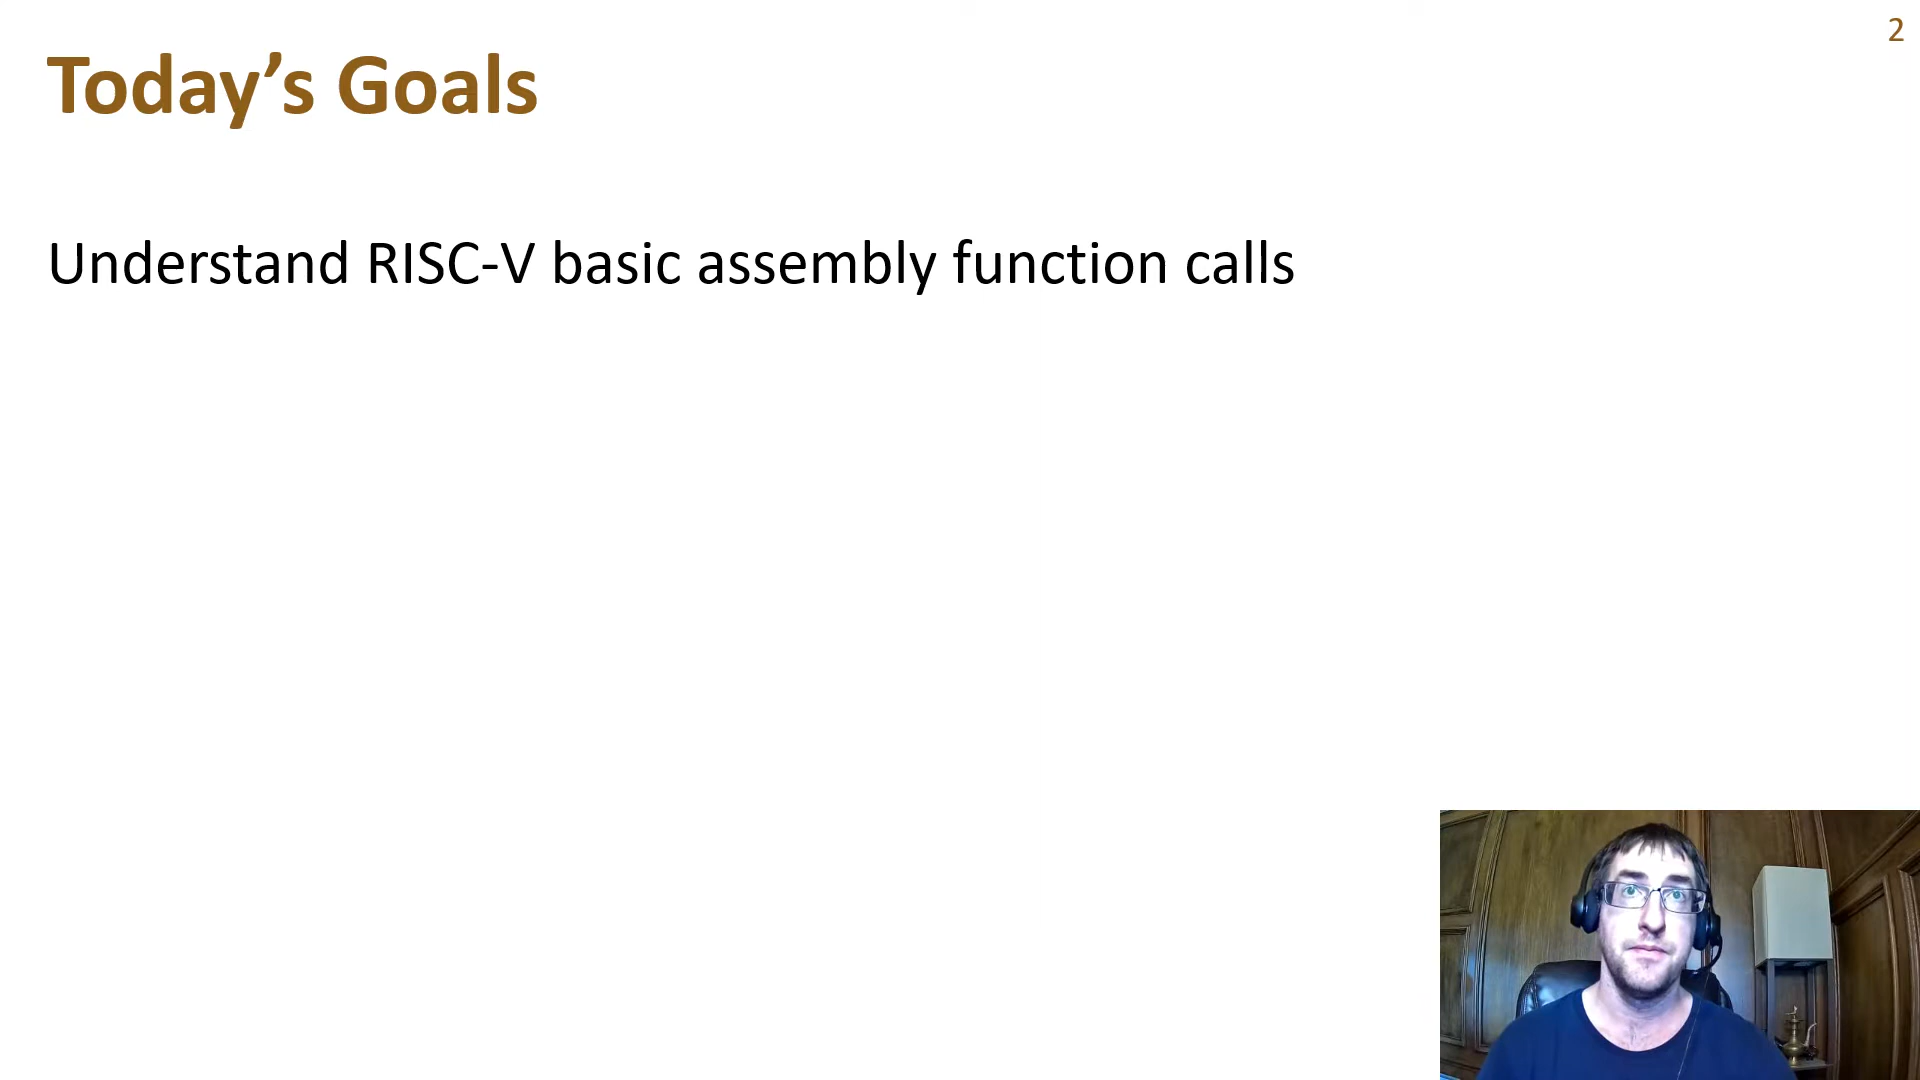 2
Today’s Goals
Understand RISC-V basic assembly function calls